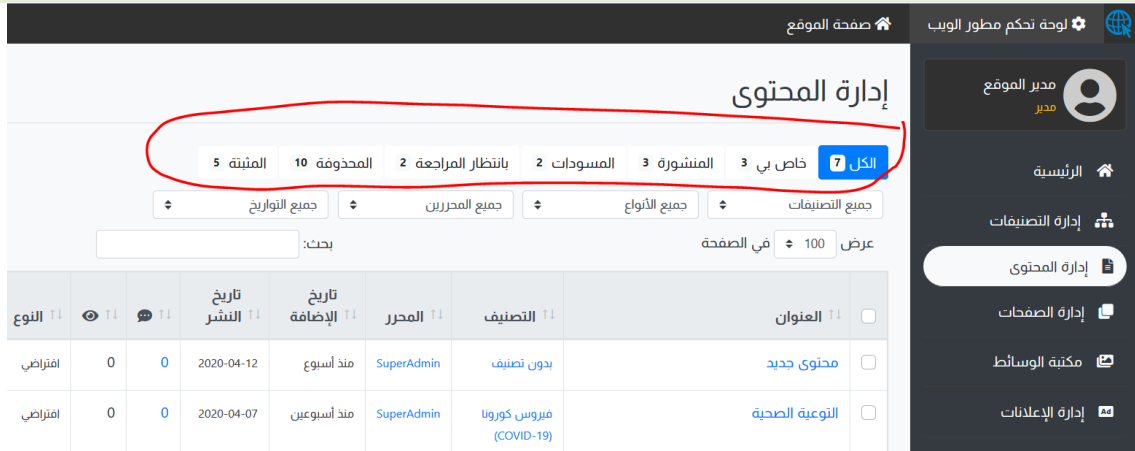 لوحة تحكم مطور الويب
صفحة الموقع
مدير الموقع
مدير
الرئيسية
إدارة التصنيفات
إدارة المحتوى
إدارة الصفحات
مكتبة الوسائط
إدارة الإعلانات
Ad
إدارة المحتوى
الكل 7 خاص بي 3 المنشورة 3 المسودات 2 بانتظار المراجعة 2 المحذوفة 10 المثبتة 5
جميع التصنيفات جميع الأنواع جميع المحررين جميع التواريخ
عرض 100 في الصفحة بحث:
العنوان التصنيف المحرر تاريخ الإضافة تاريخ النشر النوع
محتوى جديد بدون تصنيف SuperAdmin منذ أسبوع 2020-04-12 0 0 افتراضي
التوعية الصحية فيروس كورونا (COVID-19) SuperAdmin منذ أسبوعين 2020-04-07 0 0 افتراضي